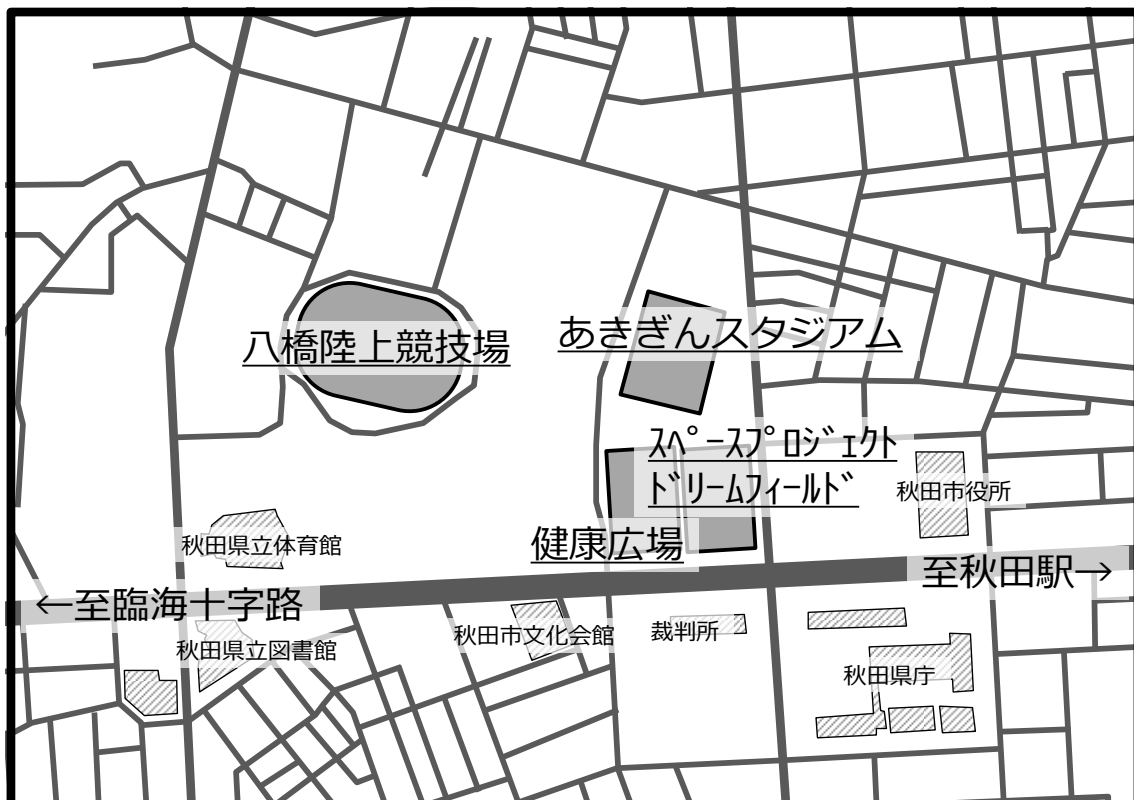 八橋陸上競技場
あきぎんスタジアム
ｽﾍﾟｰｽﾌﾟﾛｼﾞｪｸﾄ
ﾄﾞﾘｰﾑﾌｨｰﾙﾄﾞ
秋田市役所
健康広場
秋田県立体育館
至秋田駅→
←至臨海十字路
秋田市文化会館
裁判所
秋田県立図書館
秋田県庁